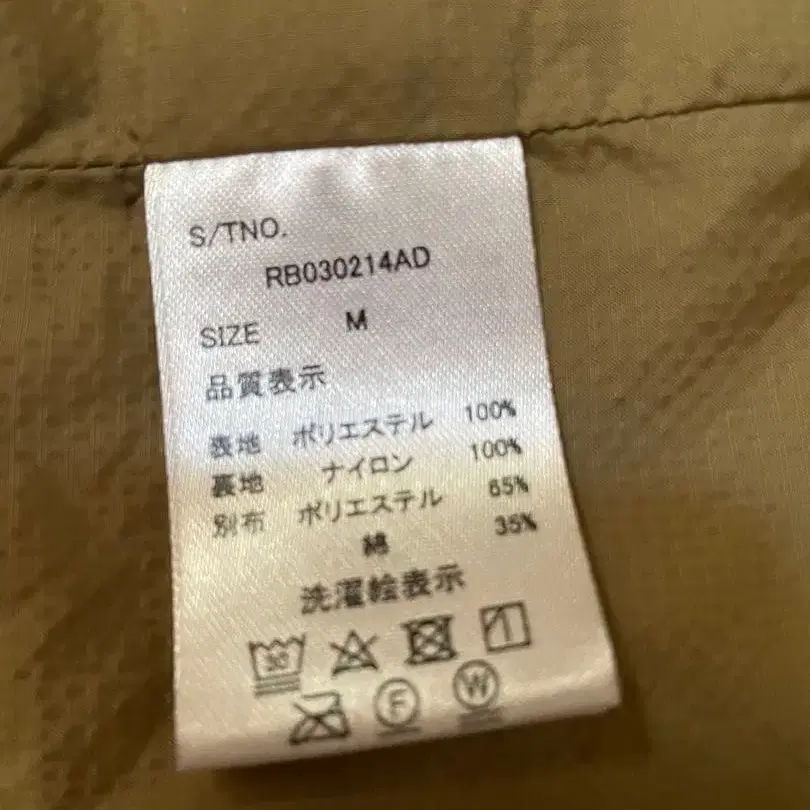 S/TNO.
RB030214AD
SIZE M
品質表示
表地 ポリエステル 100%
裏地 ナイロン 100%
別布 ポリエステル 65%
綿 35%
洗濯絵表示
30
F W